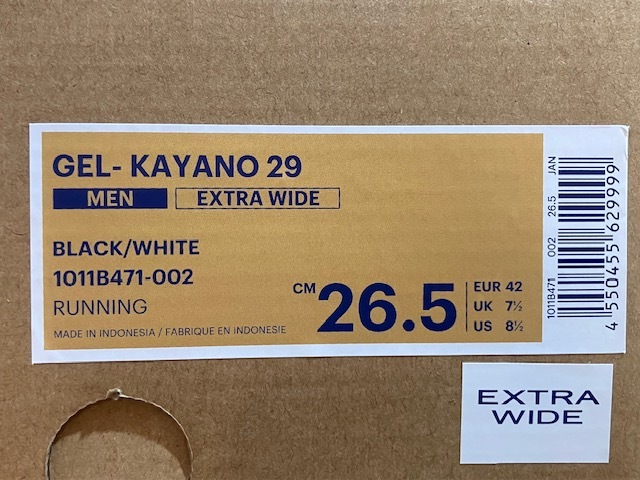 GEL- KAYANO 29
MEN
EXTRA WIDE
BLACK/WHITE
1011B471-002
RUNNING
MADE IN INDONESIA / FABRIQUE EN INDONESIE
CM 26.5
EUR 42
UK 7½
US 8½
1011B471 002 26.5 JAN
4 550455 629999
EXTRA
WIDE